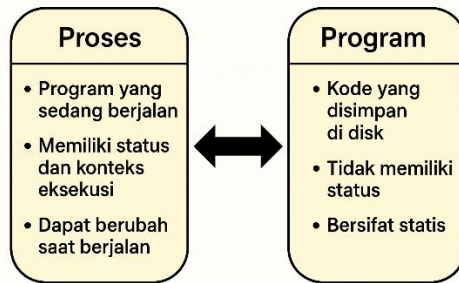 Proses
• Program yang
sedang berjalan
• Memiliki status
dan konteks
eksekusi
• Dapat berubah
saat berjalan
Program
• Kode yang
disimpan
di disk
• Tidak memiliki
status
• Bersifat statis